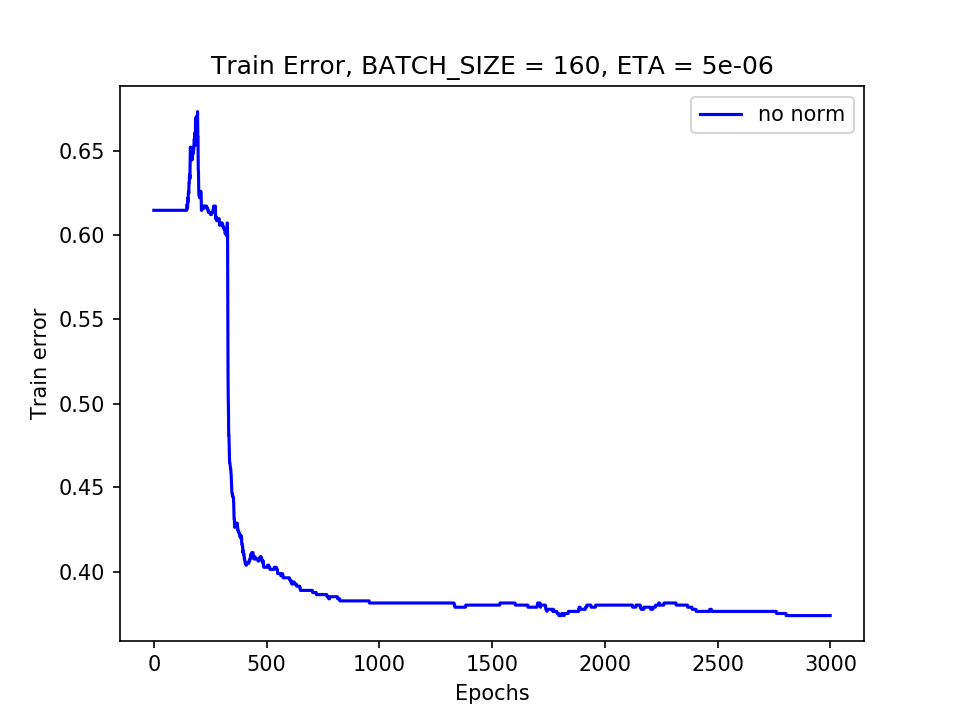 Train Error, BATCH_SIZE = 160, ETA = 5e-06
no norm
Train error
0.65
0.60
0.55
0.50
0.45
0.40
0 500 1000 1500 2000 2500 3000
Epochs